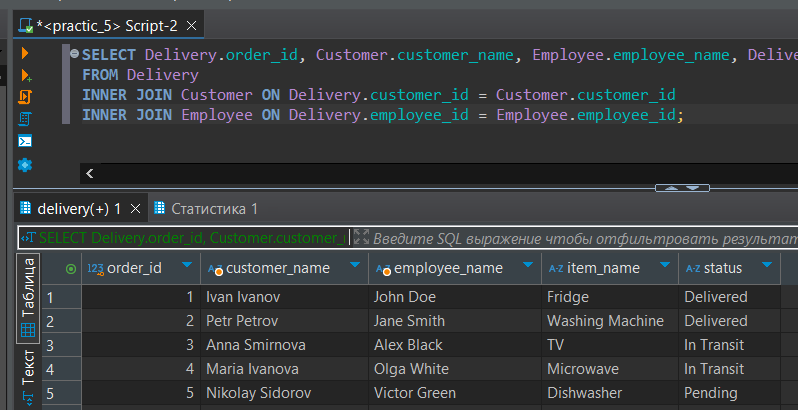 *<practic_5> Script-2
SELECT Delivery.order_id, Customer.customer_name, Employee.employee_name, Delive
FROM Delivery
INNER JOIN Customer ON Delivery.customer_id = Customer.customer_id
INNER JOIN Employee ON Delivery.employee_id = Employee.employee_id;
delivery(+) 1 Статистика 1
SELECT Delivery.order_id, Customer.customer_ Введите SQL выражение чтобы отфильтровать результат
Таблица
Текст
123 order_id A-Z customer_name A-Z employee_name A-Z item_name A-Z status
1 1 Ivan Ivanov John Doe Fridge Delivered
2 2 Petr Petrov Jane Smith Washing Machine Delivered
3 3 Anna Smirnova Alex Black TV In Transit
4 4 Maria Ivanova Olga White Microwave In Transit
5 5 Nikolay Sidorov Victor Green Dishwasher Pending